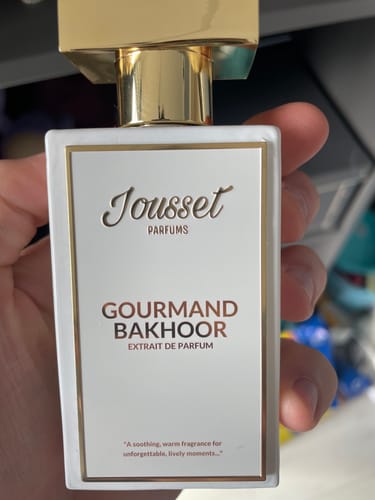 Jousset
PARFUMS
GOURMAND
BAKHOOR
EXTRAIT DE PARFUM
"A soothing, warm fragrance for
unforgettable, lively moments..."